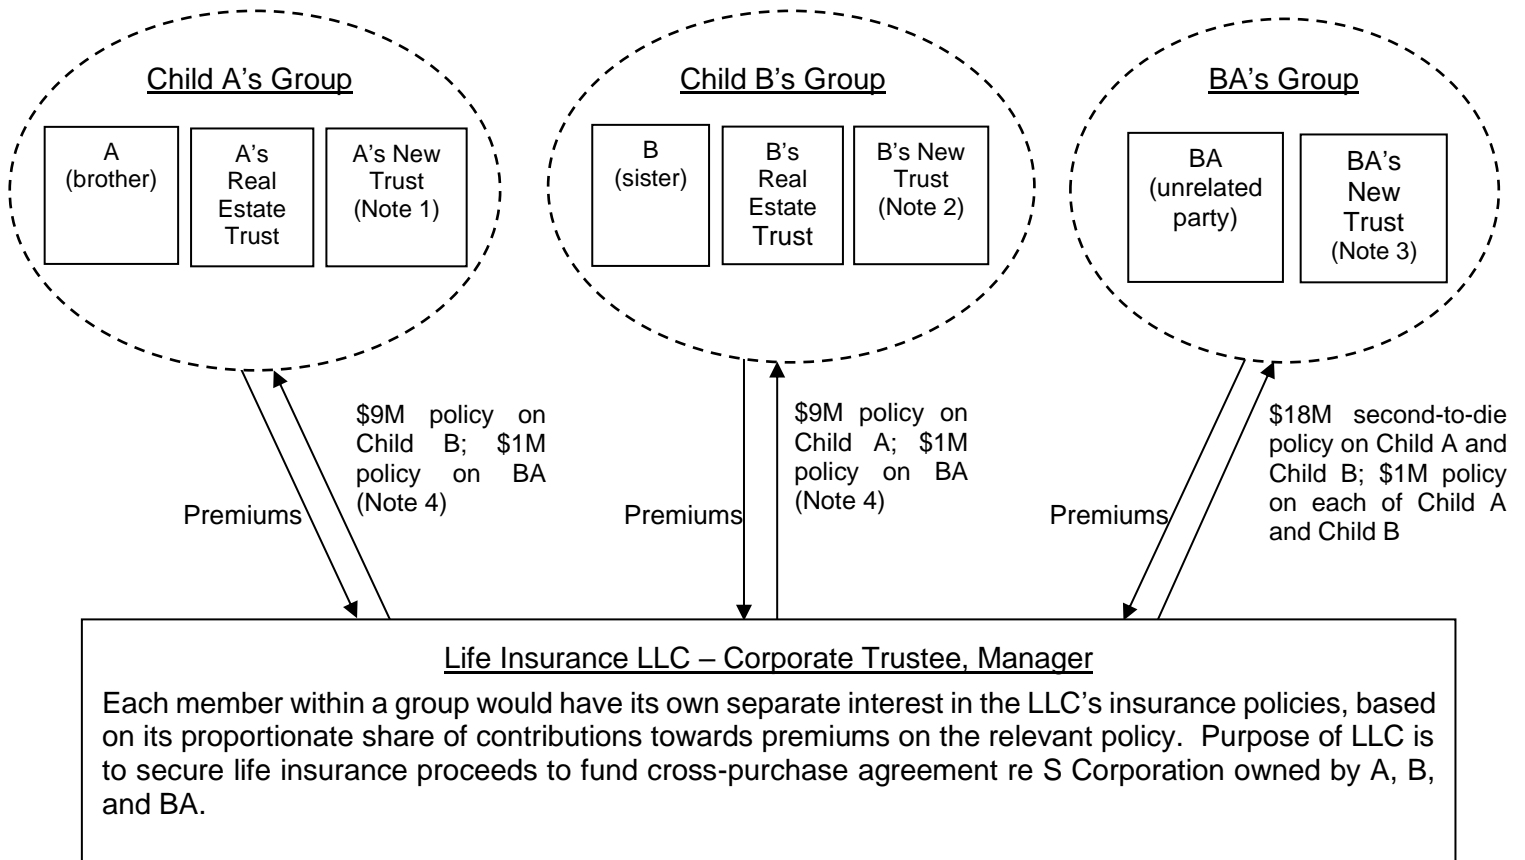 Child A’s Group
A
(brother)
A’s
Real
Estate
Trust
A’s New
Trust
(Note 1)
Child B’s Group
B
(sister)
B’s
Real
Estate
Trust
B’s New
Trust
(Note 2)
BA’s Group
BA
(unrelated
party)
BA’s
New
Trust
(Note 3)
Premiums
$9M policy on
Child B; $1M
policy on BA
(Note 4)
Premiums
$9M policy on
Child A; $1M
policy on BA
(Note 4)
Premiums
$18M second-to-die
policy on Child A and
Child B; $1M policy
on each of Child A
and Child B
Life Insurance LLC – Corporate Trustee, Manager
Each member within a group would have its own separate interest in the LLC’s insurance policies, based
on its proportionate share of contributions towards premiums on the relevant policy. Purpose of LLC is
to secure life insurance proceeds to fund cross-purchase agreement re S Corporation owned by A, B,
and BA.